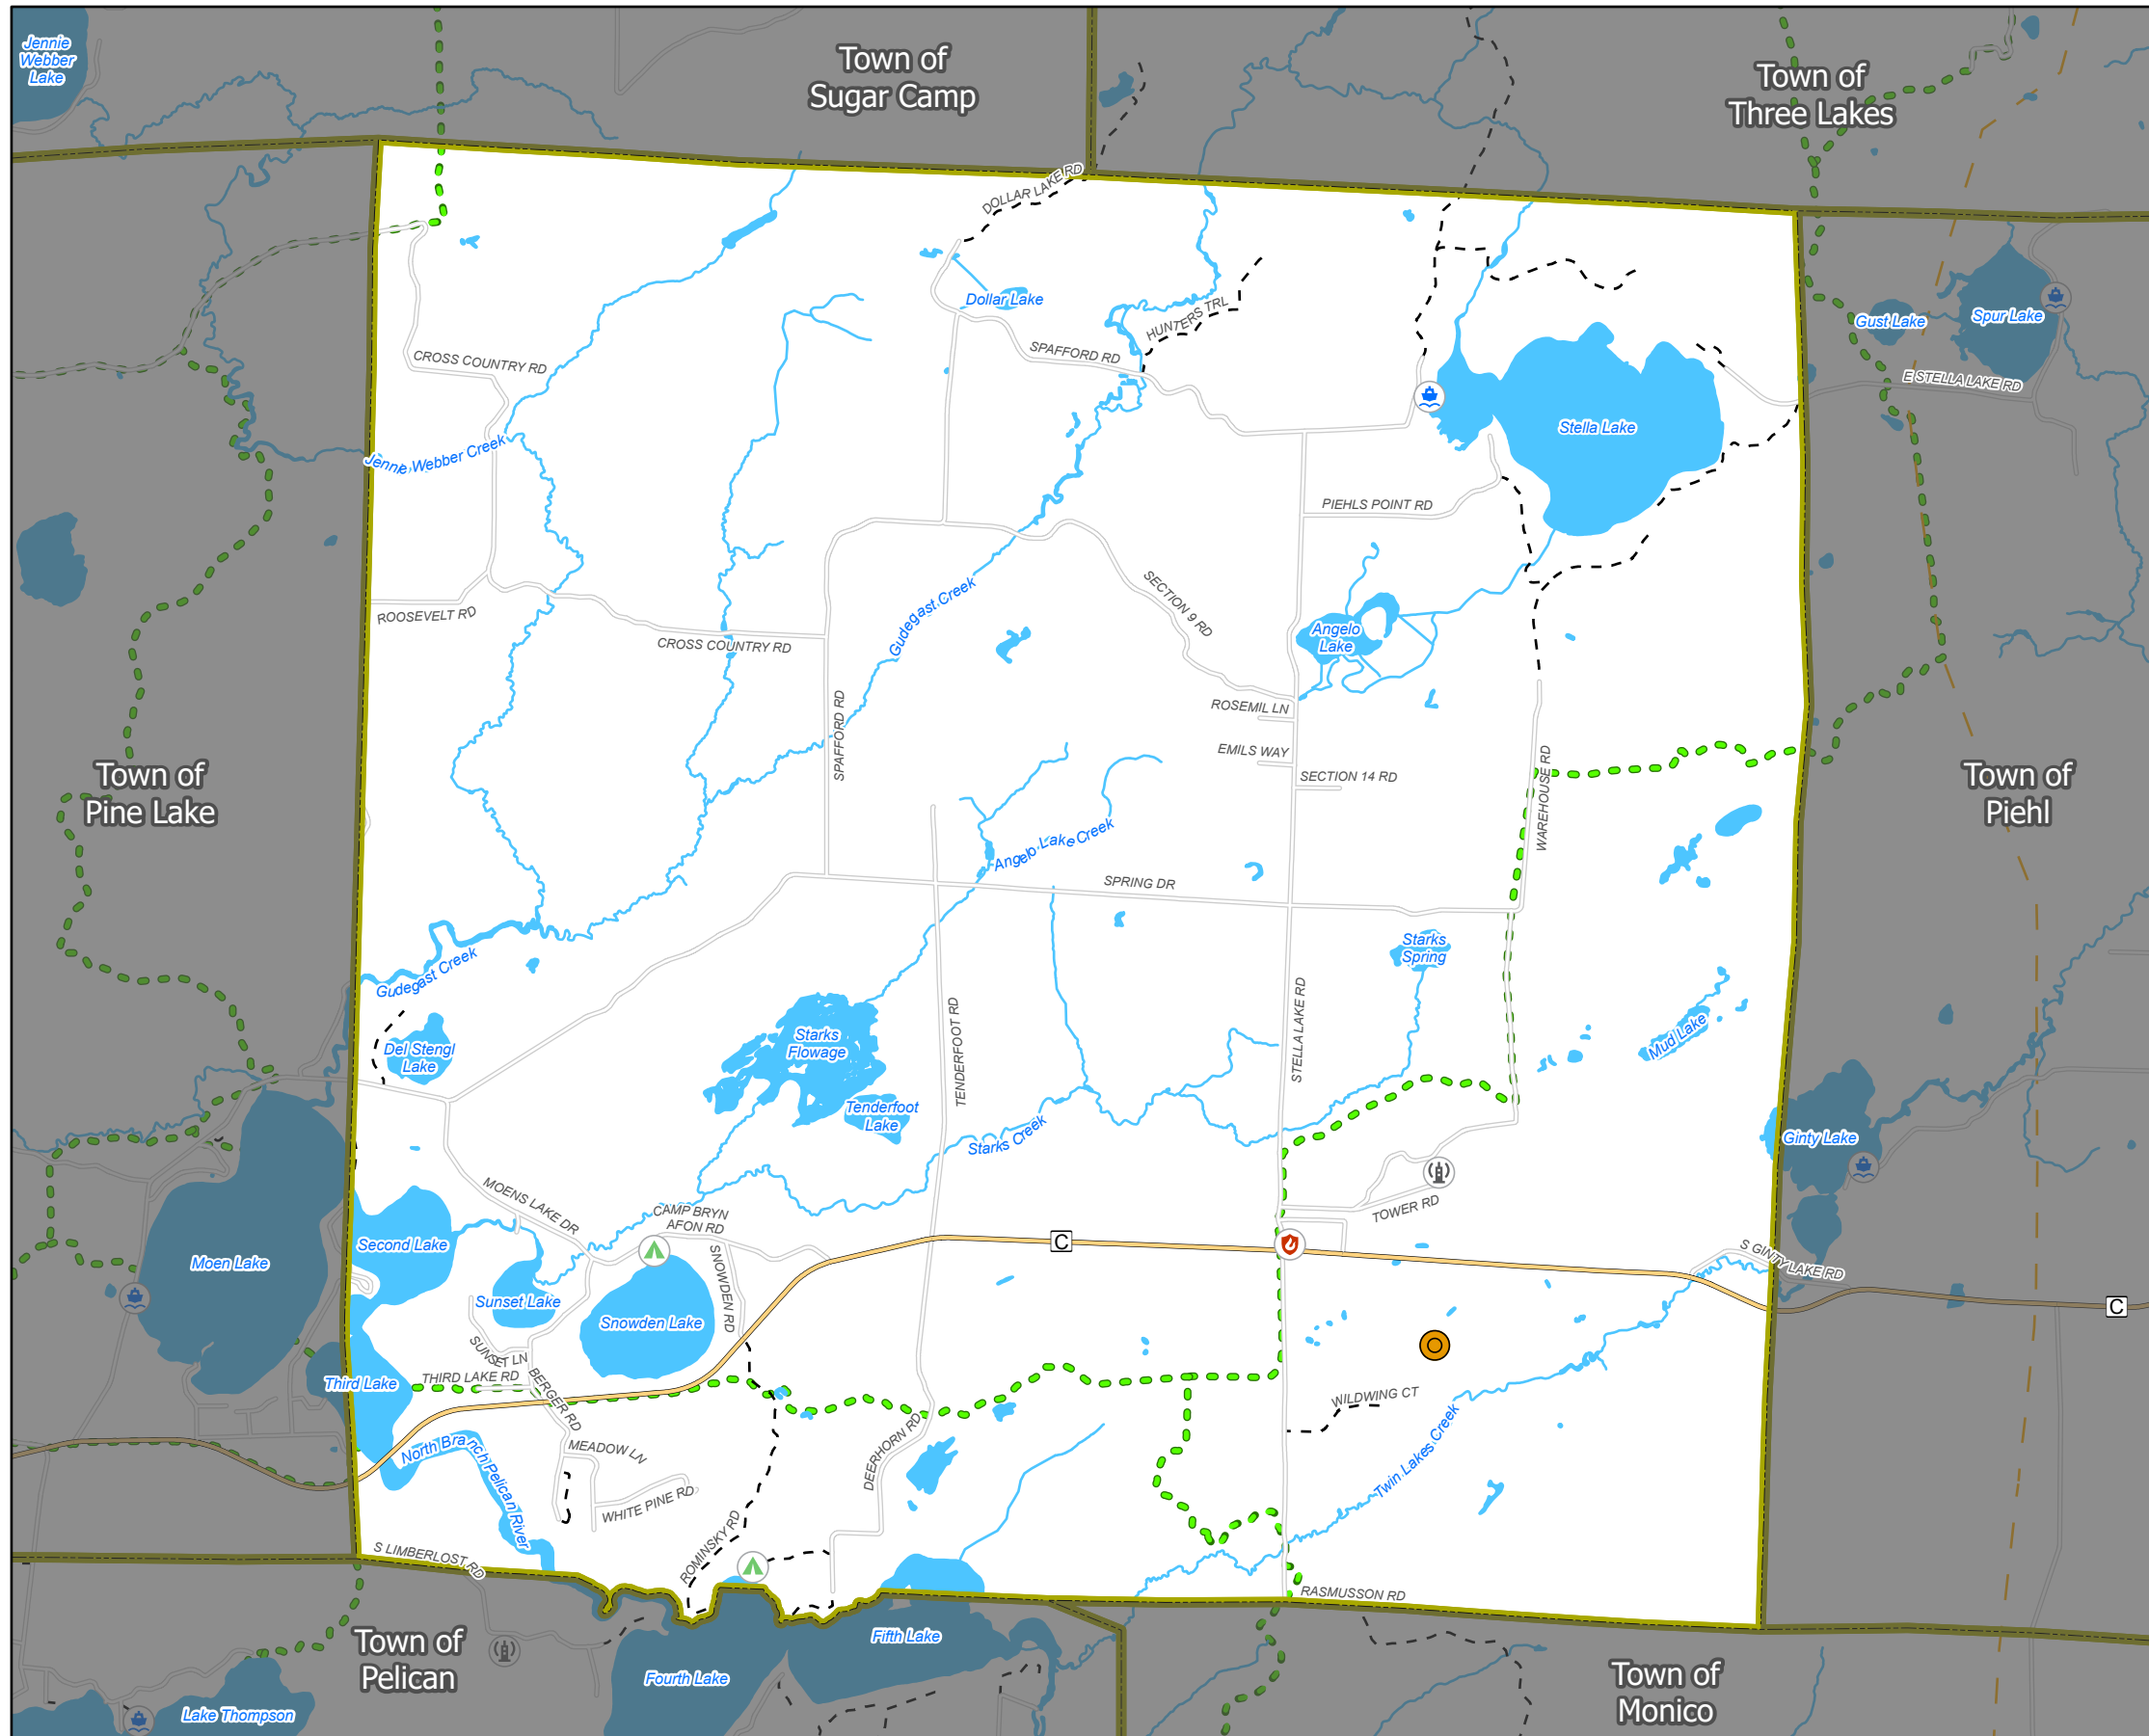 Jennie
Webber
Lake
Town of
Sugar Camp
Town of
Three Lakes
DOLLAR LAKE RD
Dollar Lake
HUNTERS TRL
Gust Lake
Spur Lake
CROSS COUNTRY RD
SPAFFORD RD
E STELLA LAKE RD
Stella Lake
Jennie Webber Creek
PIEHLS POINT RD
SECTION 9 RD
Gudegast Creek
ROOSEVELT RD
CROSS COUNTRY RD
Angelo
Lake
SPAFFORD RD
ROSEMIL LN
EMILS WAY
SECTION 14 RD
WAREHOUSE RD
Town of
Pine Lake
Town of
Piehl
Angelo Lake Creek
SPRING DR
Starks
Spring
Gudegast Creek
STELLA LAKE RD
TENDERFOOT RD
Starks
Flowage
Mud Lake
Del Stengl
Lake
Tenderfoot
Lake
Starks Creek
Ginty Lake
MOENS LAKE DR
CAMP BRYN
AFON RD
TOWER RD
Second Lake
C
Moen Lake
SNOWDEN RD
S GINTY LAKE RD
Sunset Lake
Snowden Lake
C
SUNSET LN
THIRD LAKE RD
Third Lake
BERGER RD
WILDWING CT
DEERHORN RD
MEADOW LN
North Branch Pelican River
Twin Lakes Creek
WHITE PINE RD
ROMINSKY RD
S LIMBERLOST RD
RASMUSSON RD
Town of
Pelican
Fifth Lake
Fourth Lake
Town of
Monico
Lake Thompson